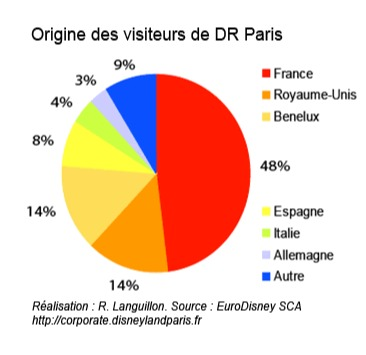 Origine des visiteurs de DR Paris
9%
3%
4%
8%
14%
14%
48%
France
Royaume-Unis
Benelux
Espagne
Italie
Allemagne
Autre
Réalisation : R. Languillon. Source : EuroDisney SCA
http://corporate.disneylandparis.fr